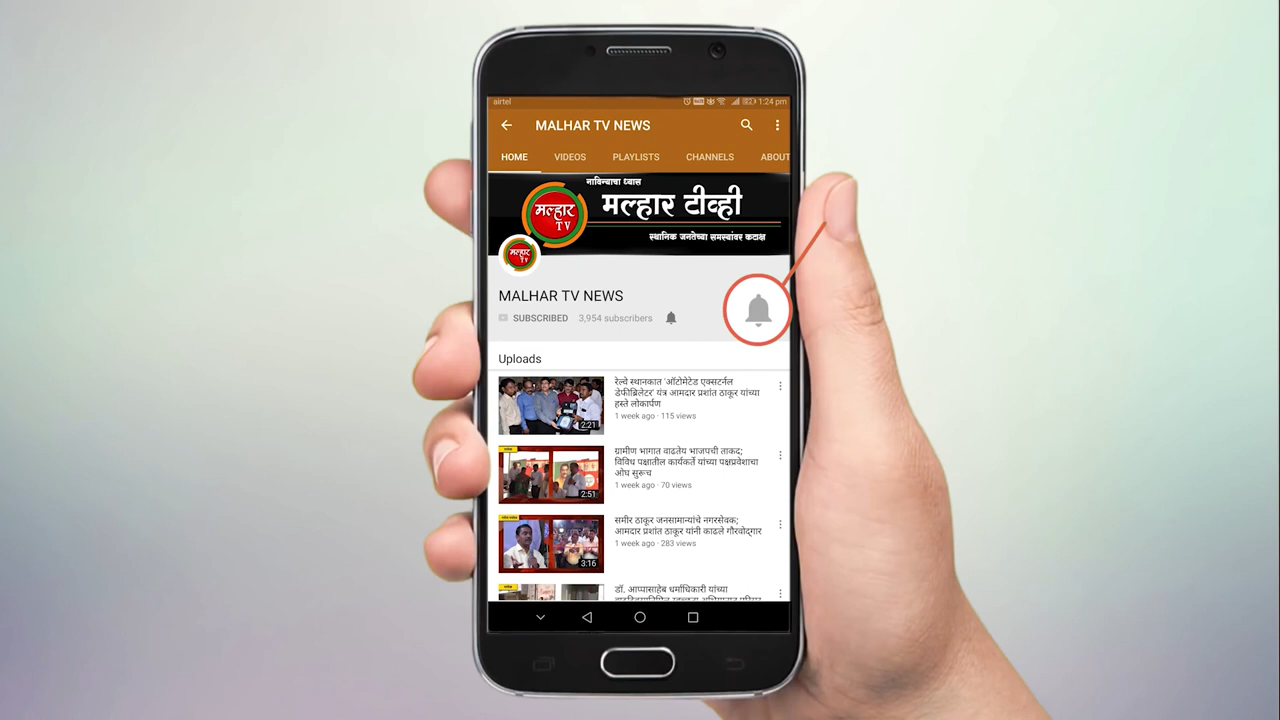 airtel
1:24 pm
MALHAR TV NEWS
HOME VIDEOS PLAYLISTS CHANNELS ABOUT
नाविन्याचा ध्यास
मल्हार टीव्ही
मल्हार
TV
स्थानिक जनतेच्या समस्यांवर कटाक्ष
मल्हार
TV
MALHAR TV NEWS
SUBSCRIBED 3,954 subscribers
Uploads
रेल्वे स्थानकात 'ऑटोमेटेड एक्सटर्नल
डेफीब्रिलेटर' यंत्र आमदार प्रशांत ठाकूर यांच्या
हस्ते लोकार्पण
1 week ago · 115 views
2:21
ग्रामीण भागात वाढतेय भाजपची ताकद;
विविध पक्षातील कार्यकर्ते यांच्या पक्षप्रवेशाचा
ओघ सुरूच
1 week ago · 70 views
2:51
समीर ठाकूर जनसामान्यांचे नगरसेवक;
आमदार प्रशांत ठाकूर यांनी काढले गौरवोद्गार
1 week ago · 283 views
3:16
डॉ. आप्पासाहेब धर्माधिकारी यांच्या